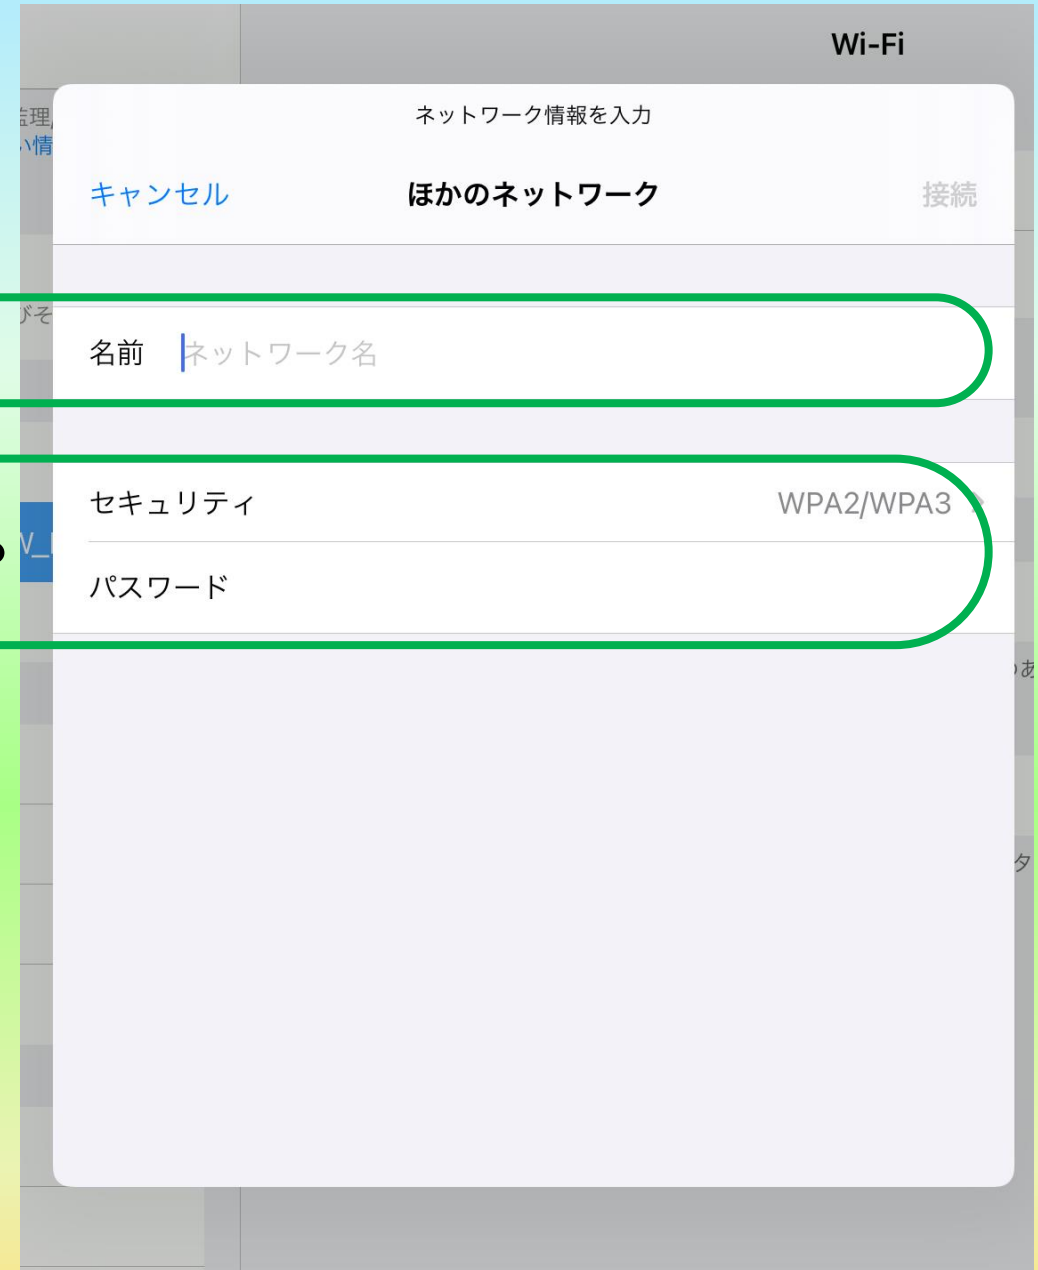 Wi-Fi
ネットワーク情報を入力
キャンセル
ほかのネットワーク
接続
名前
ネットワーク名
セキュリティ
WPA2/WPA3
パスワード